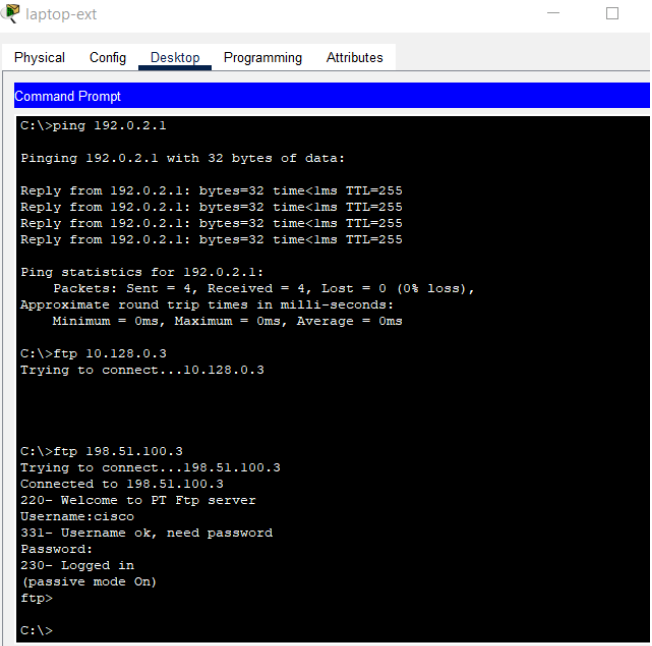 laptop-ext
Physical Config Desktop Programming Attributes
Command Prompt
C:\>ping 192.0.2.1
Pinging 192.0.2.1 with 32 bytes of data:
Reply from 192.0.2.1: bytes=32 time<1ms TTL=255
Reply from 192.0.2.1: bytes=32 time<1ms TTL=255
Reply from 192.0.2.1: bytes=32 time<1ms TTL=255
Reply from 192.0.2.1: bytes=32 time<1ms TTL=255
Ping statistics for 192.0.2.1:
Packets: Sent = 4, Received = 4, Lost = 0 (0% loss),
Approximate round trip times in milli-seconds:
Minimum = 0ms, Maximum = 0ms, Average = 0ms
C:\>ftp 10.128.0.3
Trying to connect...10.128.0.3
C:\>ftp 198.51.100.3
Trying to connect...198.51.100.3
Connected to 198.51.100.3
220- Welcome to PT Ftp server
Username:cisco
331- Username ok, need password
Password:
230- Logged in
(passive mode On)
ftp>
C:\>